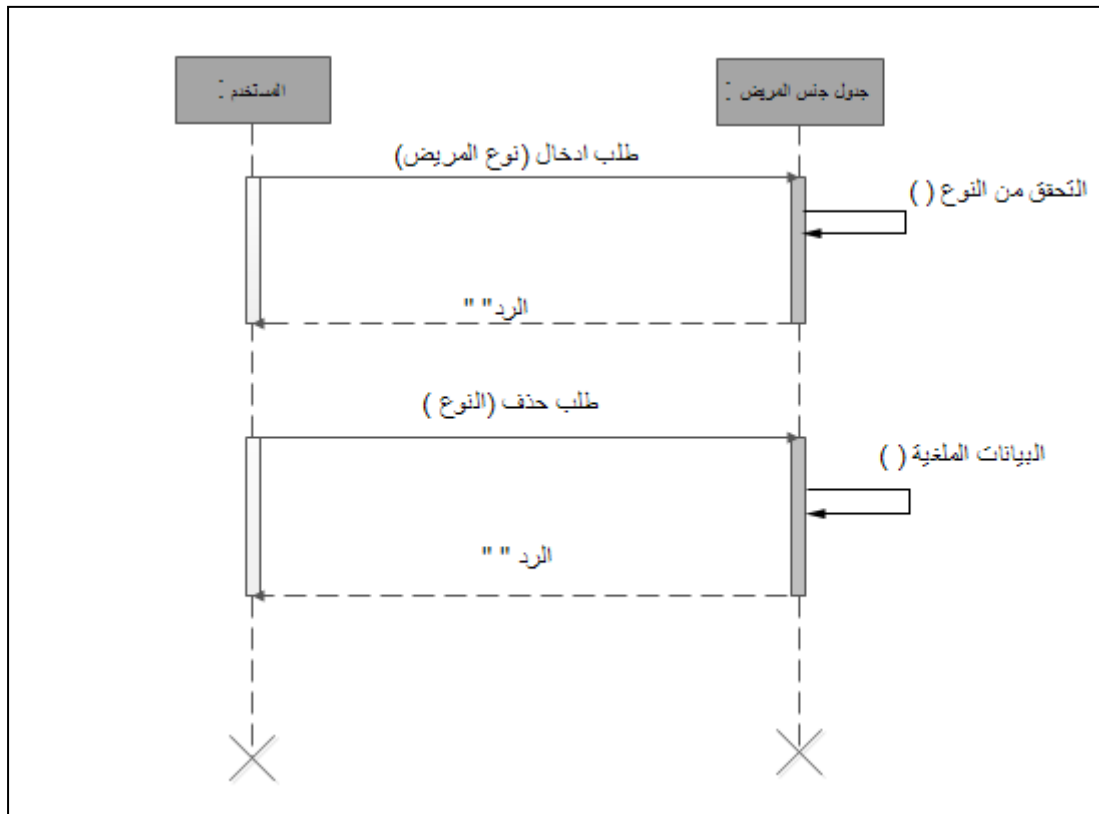 المستخدم :
جدول جنس المريض :
طلب ادخال (نوع المريض)
التحقق من النوع ( )
الرد" "
طلب حذف (النوع )
البيانات الملغية ( )
الرد " "